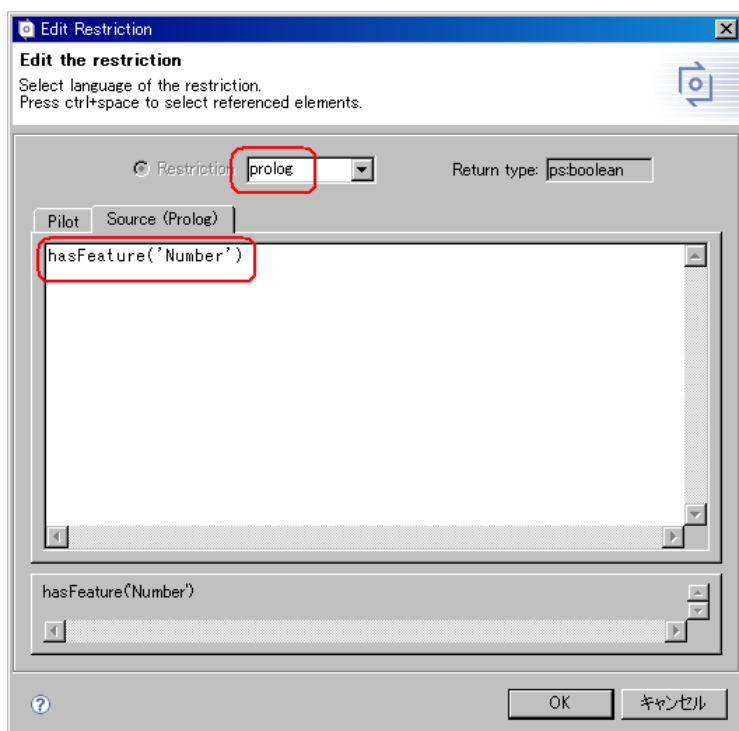 Edit Restriction
Edit the restriction
Select language of the restriction.
Press ctrl+space to select referenced elements.
Restriction prolog Return type: ps:boolean
Pilot Source (Prolog)
hasFeature('Number')
hasFeature('Number')
OK キャンセル